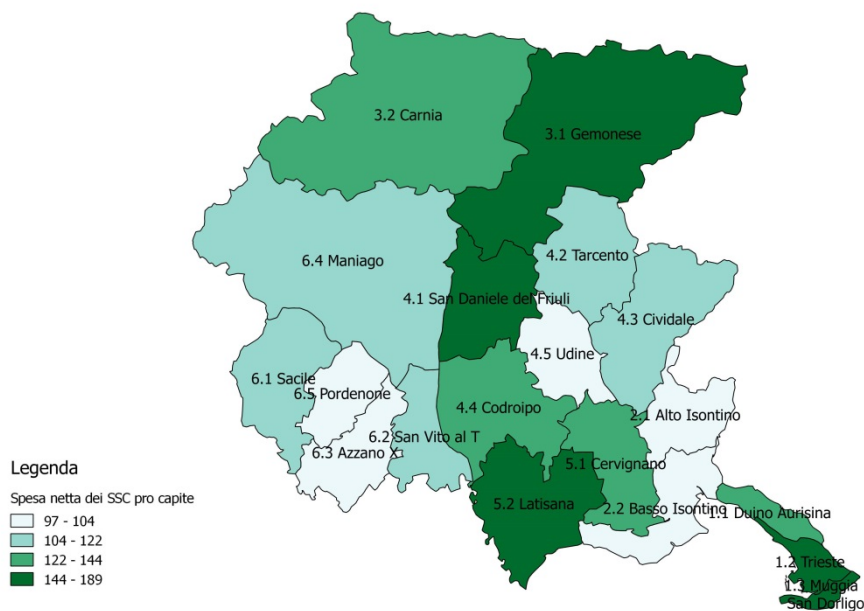 3.2 Carnia
3.1 Gemonese
6.4 Maniago
4.2 Tarcento
4.1 San Daniele del Friuli
4.3 Cividale
4.5 Udine
6.1 Sacile
6.5 Pordenone
4.4 Codroipo
2.1 Alto Isontino
6.2 San Vito al T
6.3 Azzano X
5.1 Cervignano
5.2 Latisana
2.2 Basso Isontino
1.1 Duino Aurisina
1.2 Trieste
1.3 Muggia
San Dorligo
Legenda
Spesa netta dei SSC pro capite
97 - 104
104 - 122
122 - 144
144 - 189